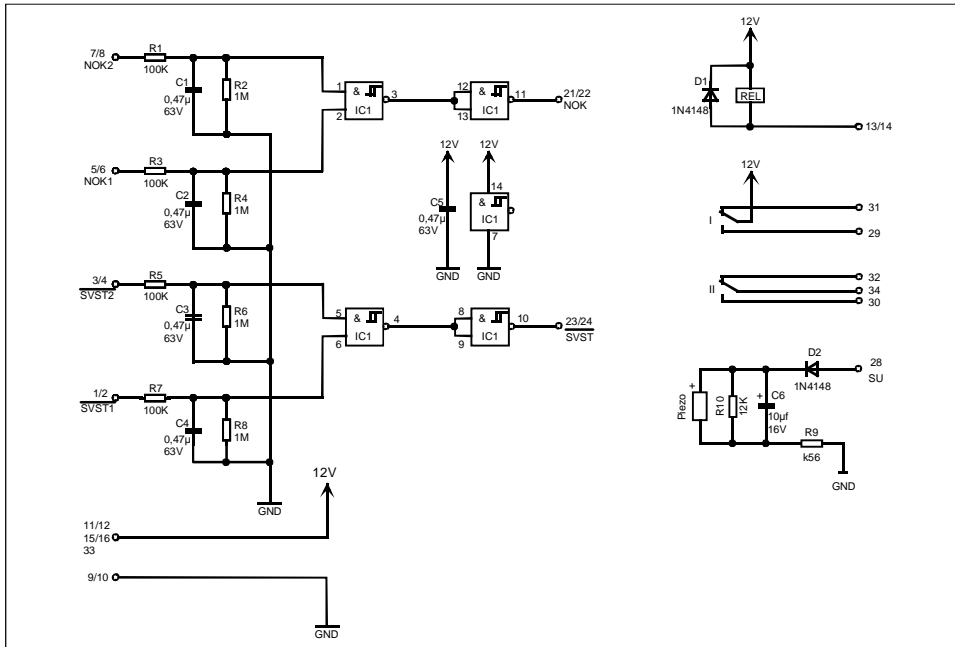 7/8
NOK2
R1
100K
C1
0,47µ
63V
R2
1M
1
2
&
IC1
3
12
13
&
IC1
11
21/22
NOK
5/6
NOK1
R3
100K
C2
0,47µ
63V
R4
1M
12V
C5
0,47µ
63V
GND
12V
14
&
IC1
7
GND
3/4
SVST2
R5
100K
C3
0,47µ
63V
R6
1M
5
6
&
IC1
4
8
9
&
IC1
10
23/24
SVST
1/2
SVST1
R7
100K
C4
0,47µ
63V
R8
1M
GND
12V
11/12
15/16
33
9/10
GND
12V
D1
1N4148
REL
13/14
12V
I
31
29
II
32
34
30
D2
1N4148
28
SU
+
Piezo
R10
12K
+
C6
10µf
16V
R9
k56
GND